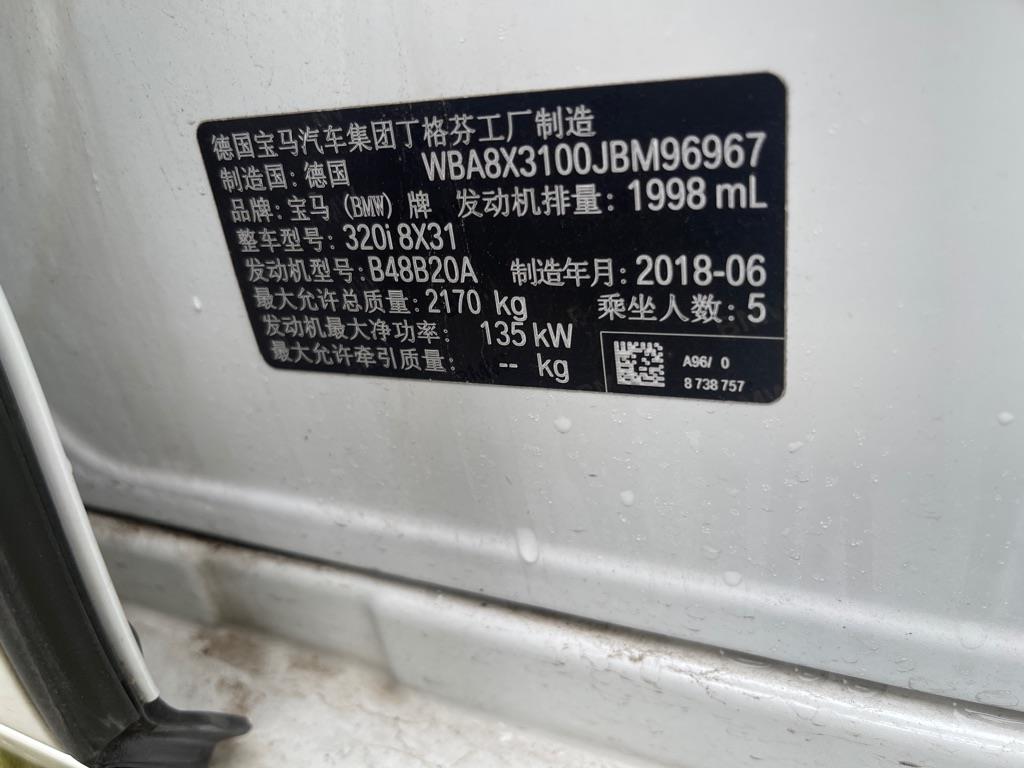 德国宝马汽车集团丁格芬工厂制造
制造国: 德国 WBA8X3100JBM96967
品牌: 宝马 (BMW) 牌 发动机排量: 1998 mL
整车型号: 320i 8X31
发动机型号: B48B20A 制造年月: 2018-06
最大允许总质量: 2170 kg 乘坐人数: 5
发动机最大净功率: 135 kW
最大允许牵引质量: -- kg
A96/ 0
8 738 757